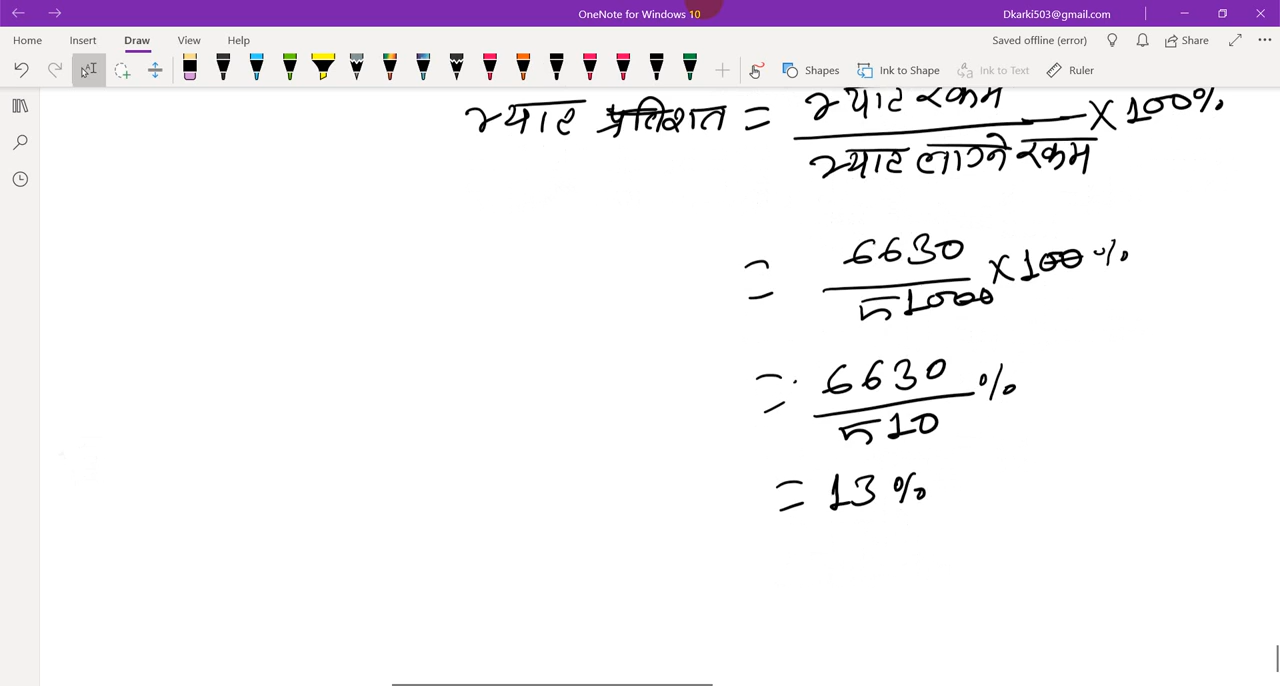 OneNote for Windows 10
Dkarki503@gmail.com
Home Insert Draw View Help
Saved offline (error)
Share
Shapes Ink to Shape Ink to Text Ruler
भ्याट प्रतिशत = भ्याट रकम / भ्याट लाग्ने रकम × 100%
= 6630 / 51000 × 100%
= 6630 / 510 %
= 13%